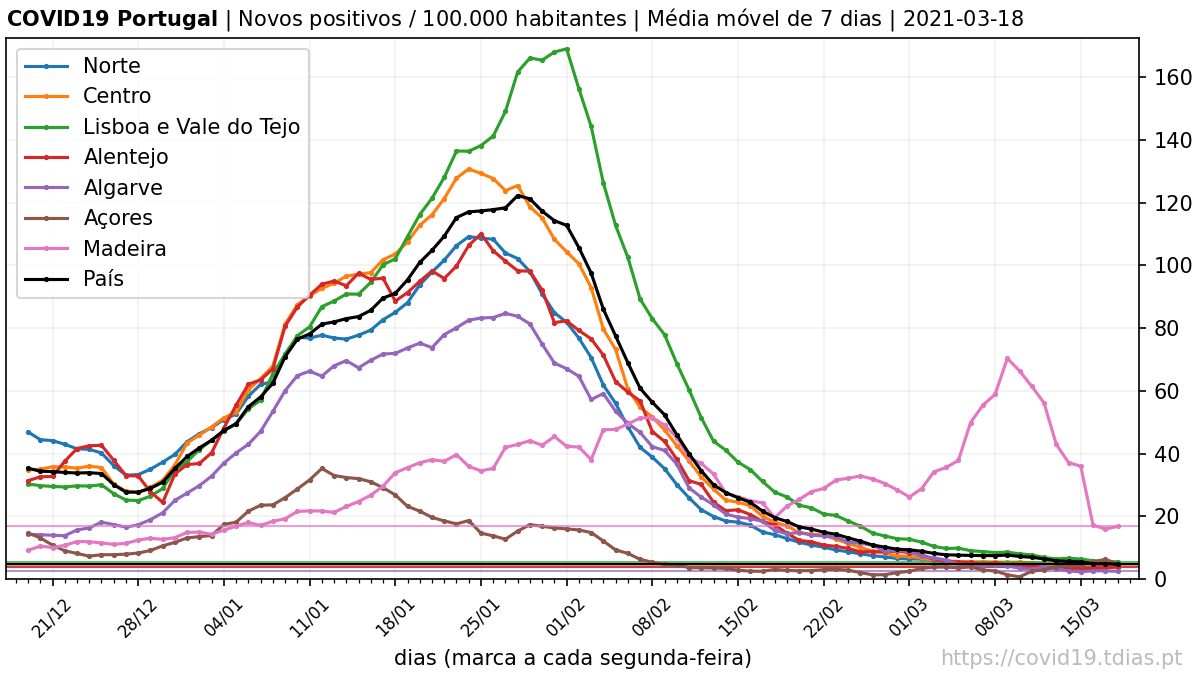 COVID19 Portugal | Novos positivos / 100.000 habitantes | Média móvel de 7 dias | 2021-03-18
Norte
Centro
Lisboa e Vale do Tejo
Alentejo
Algarve
Açores
Madeira
País
160
140
120
100
80
60
40
20
0
21/12
28/12
04/01
11/01
18/01
25/01
01/02
08/02
15/02
22/02
01/03
08/03
15/03
dias (marca a cada segunda-feira)
https://covid19.tdias.pt